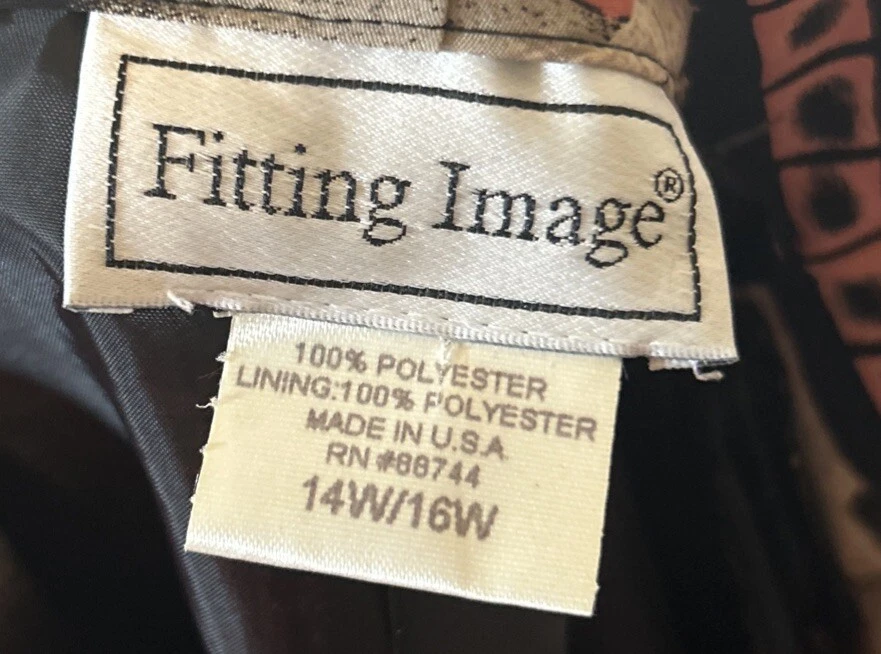 Fitting Image®
100% POLYESTER
LINING:100% POLYESTER
MADE IN U.S.A.
RN #88744
14W/16W